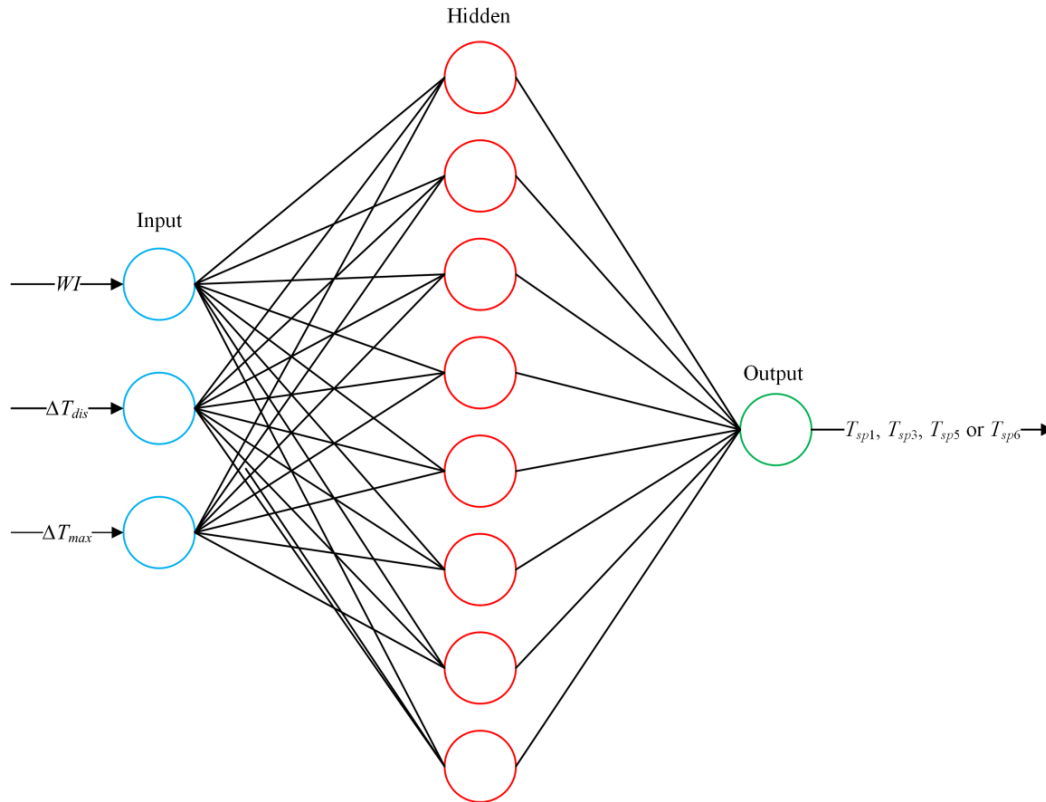 Hidden
Input
WI
ΔT_dis
ΔT_max
Output
T_sp1, T_sp3, T_sp5 or T_sp6